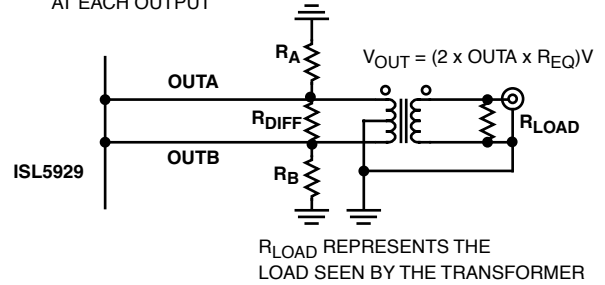 AT EACH OUTPUT
RA
VOUT = (2 x OUTA x REQ)V
OUTA
RDIFF
RLOAD
OUTB
ISL5929
RB
RLOAD REPRESENTS THE
LOAD SEEN BY THE TRANSFORMER